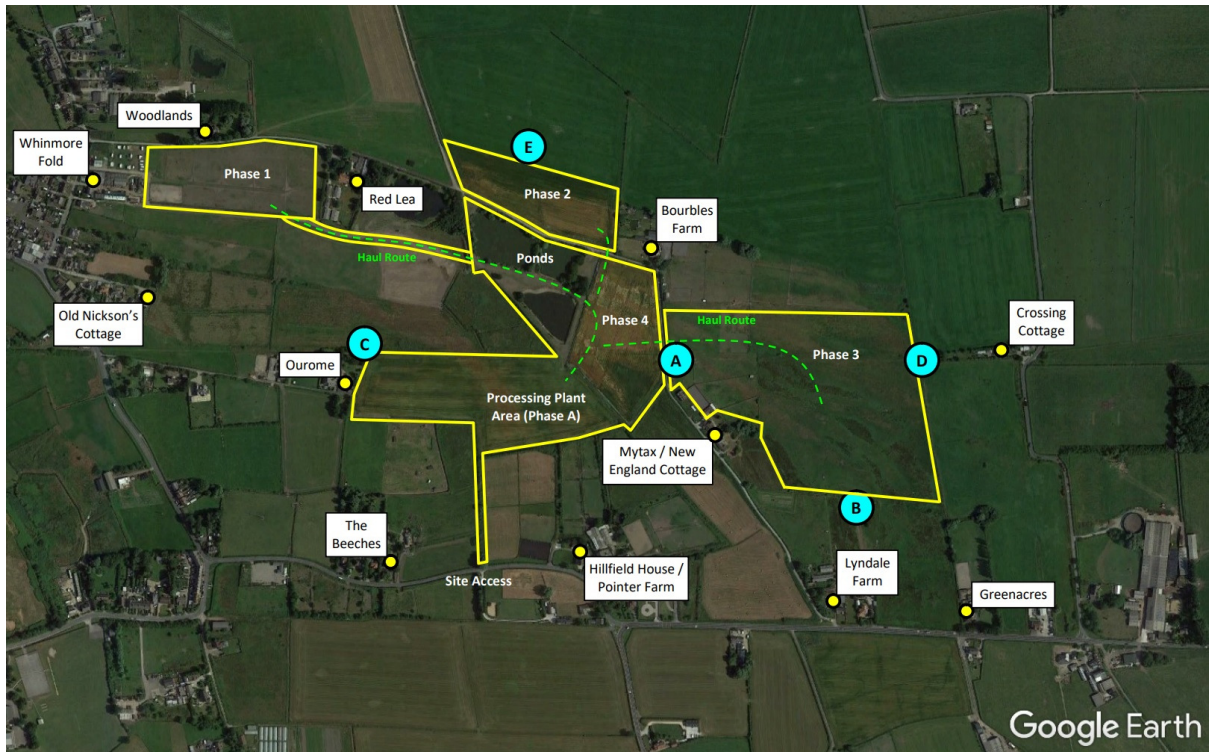 Woodlands
Whinmore
Fold
Phase 1
E
Phase 2
Red Lea
Bourbles
Farm
Haul Route
Ponds
Old Nickson's
Cottage
Phase 4
Haul Route
Crossing
Cottage
C
A
Phase 3
D
Ourome
Processing Plant
Area (Phase A)
Mytax / New
England Cottage
B
The
Beeches
Site Access
Hillfield House /
Pointer Farm
Lyndale
Farm
Greenacres
Google Earth